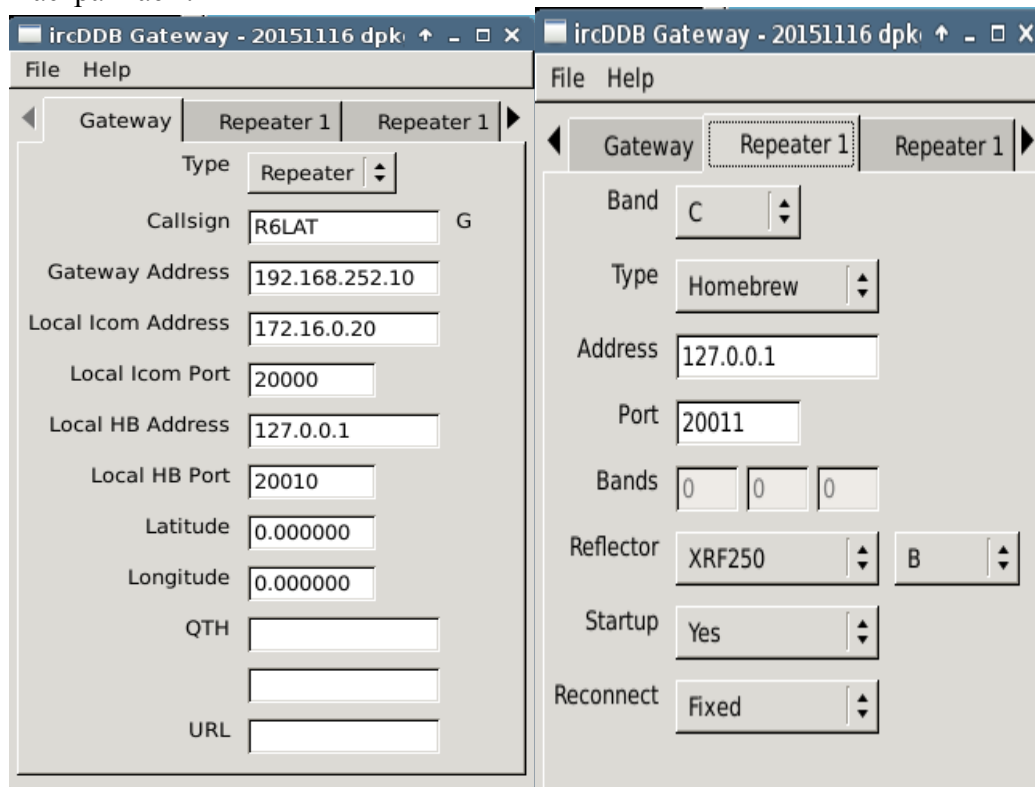 ircDDB Gateway - 20151116 dpk
File Help
Gateway Repeater 1 Repeater 1
Type Repeater
Callsign R6LAT G
Gateway Address 192.168.252.10
Local Icom Address 172.16.0.20
Local Icom Port 20000
Local HB Address 127.0.0.1
Local HB Port 20010
Latitude 0.000000
Longitude 0.000000
QTH
URL
ircDDB Gateway - 20151116 dpk
File Help
Gateway Repeater 1 Repeater 1
Band C
Type Homebrew
Address 127.0.0.1
Port 20011
Bands 0 0 0
Reflector XRF250 B
Startup Yes
Reconnect Fixed